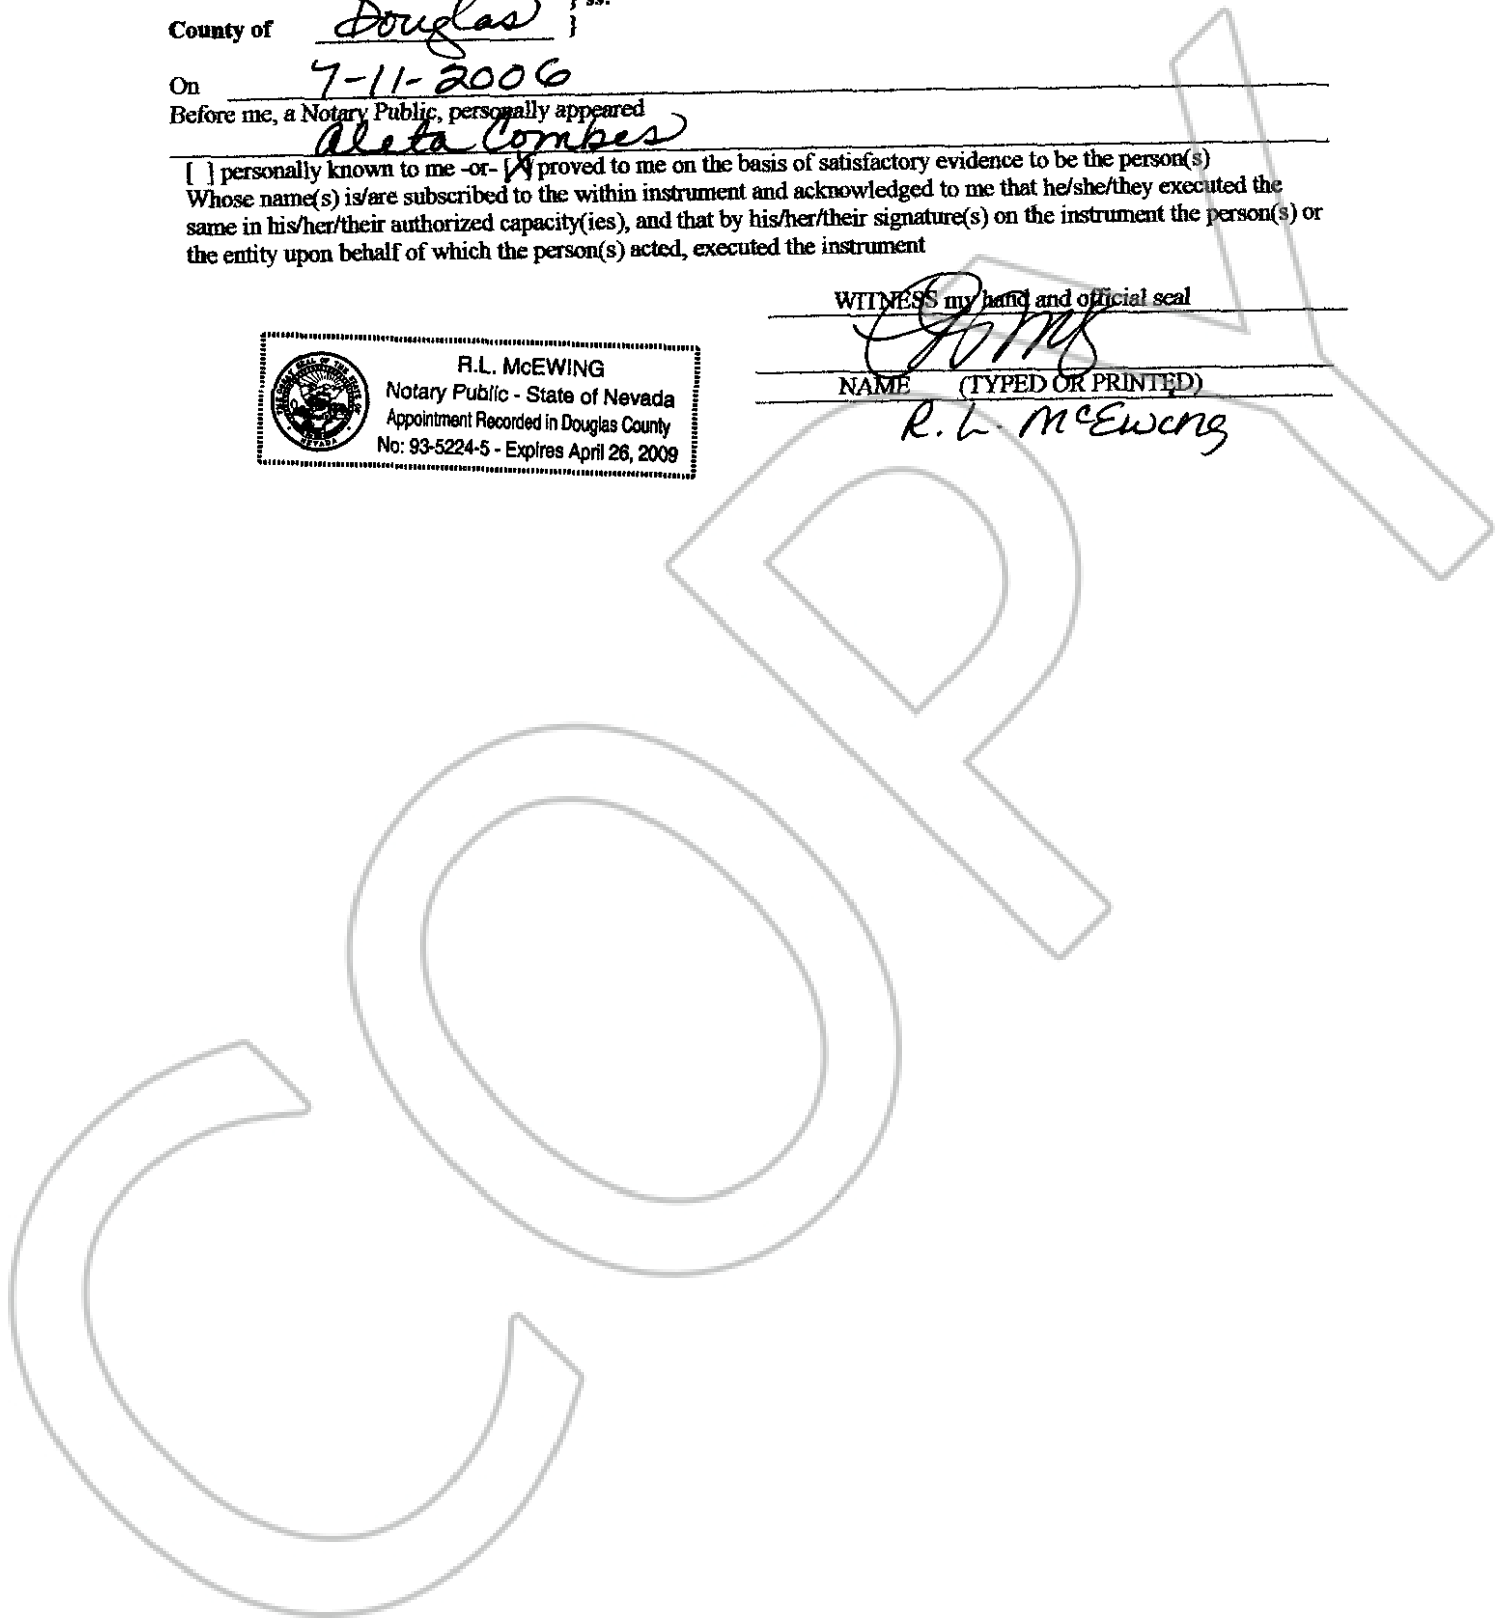 County of Douglas } ss.
}
On 7-11-2006
Before me, a Notary Public, personally appeared
Aleta Combes
[ ] personally known to me -or- [X] proved to me on the basis of satisfactory evidence to be the person(s)
Whose name(s) is/are subscribed to the within instrument and acknowledged to me that he/she/they executed the
same in his/her/their authorized capacity(ies), and that by his/her/their signature(s) on the instrument the person(s) or
the entity upon behalf of which the person(s) acted, executed the instrument
WITNESS my hand and official seal
NAME (TYPED OR PRINTED)
R. L. McEwing
R.L. McEWING
Notary Public - State of Nevada
Appointment Recorded in Douglas County
No: 93-5224-5 - Expires April 26, 2009
NEVADA
COPY